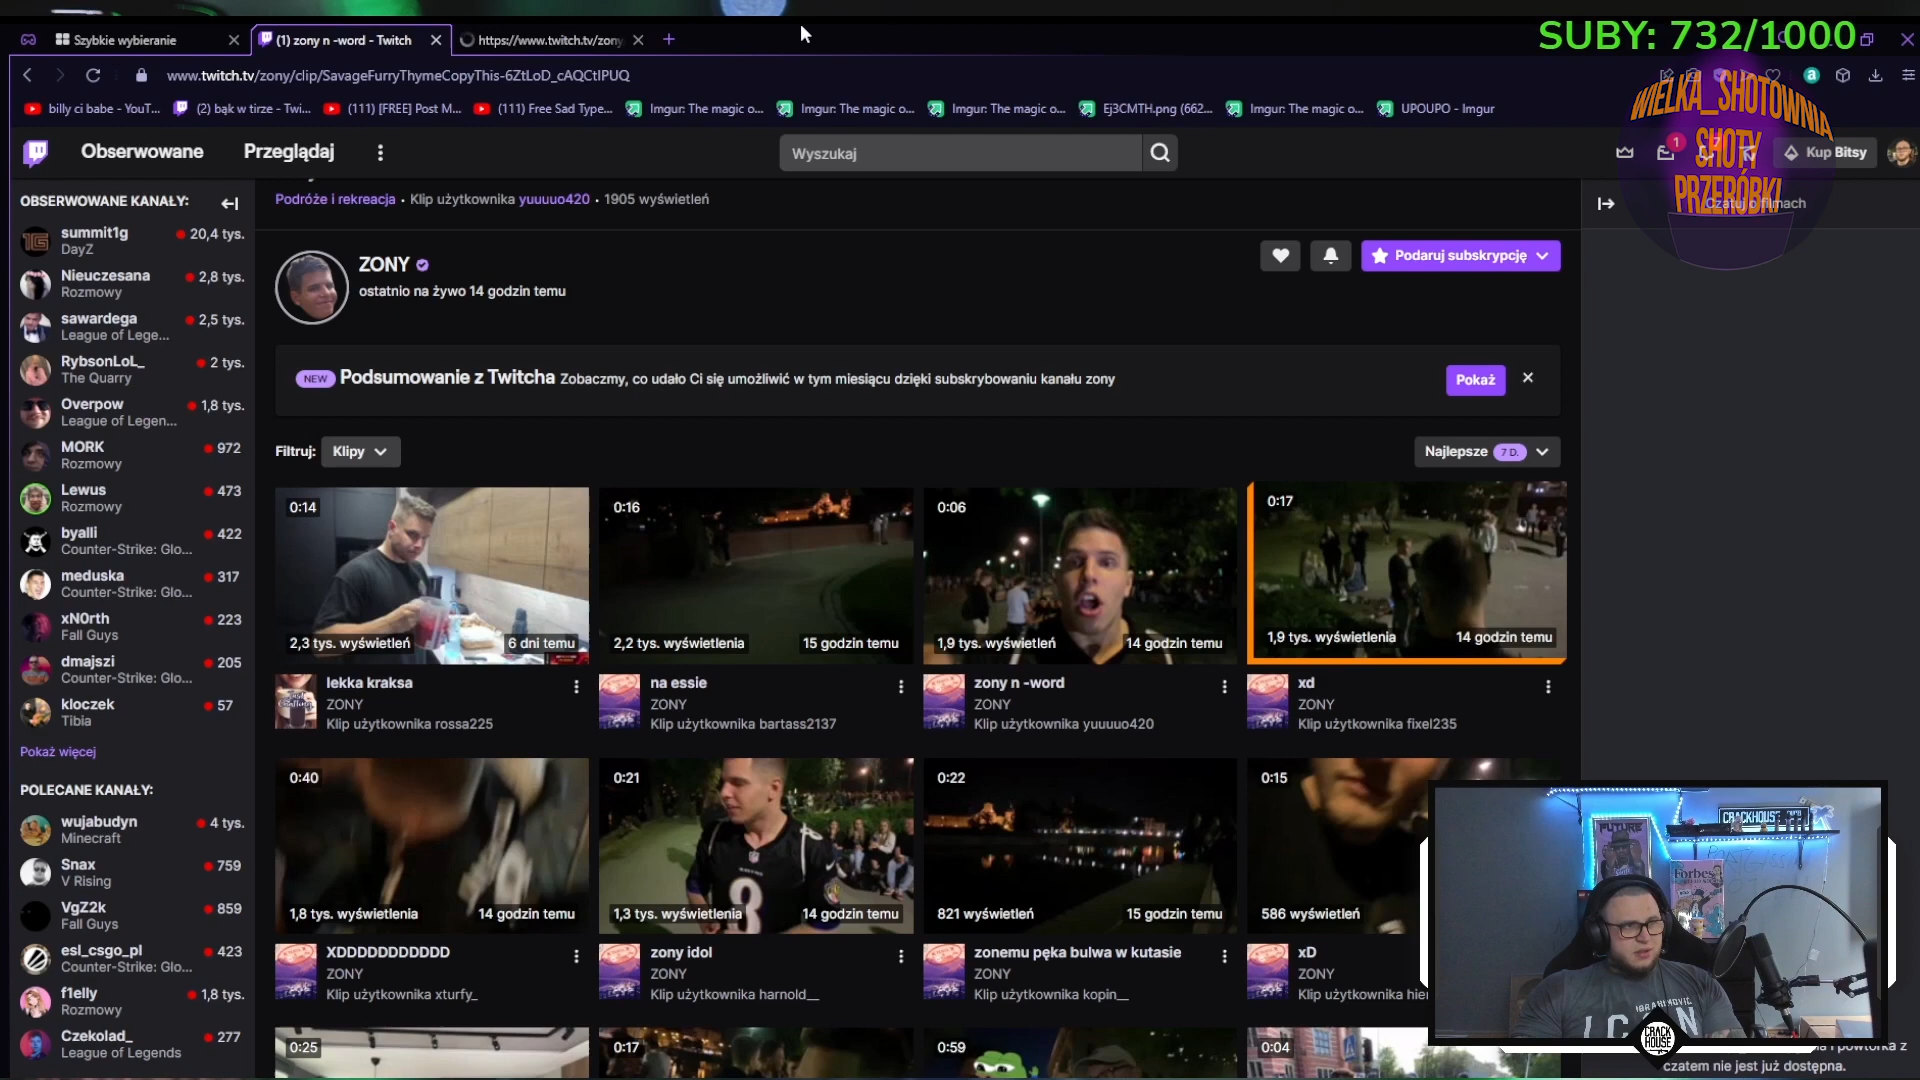 SUBY: 732/1000
Szybkie wybieranie
(1) zony n -word - Twitch
https://www.twitch.tv/zony
www.twitch.tv/zony/clip/SavageFurryThymeCopyThis-6ZtLoD_cAQCtlPUQ
billy ci babe - YouT...
(2) bąk w tirze - Twi...
(111) [FREE] Post M...
(111) Free Sad Type...
Imgur: The magic o...
Imgur: The magic o...
Imgur: The magic o...
Ej3CMTH.png (662...
Imgur: The magic o...
UPOUPO - Imgur
WIELKA_SHOTOWNIA
SHOTY
PRZERÓBKI
Obserwowane
Przeglądaj
Wyszukaj
1
Kup Bitsy
Czatuj o filmach
OBSERWOWANE KANAŁY:
summit1g
20,4 tys.
DayZ
Nieuczesana
2,8 tys.
Rozmowy
sawardega
2,5 tys.
League of Lege...
RybsonLoL_
2 tys.
The Quarry
Overpow
1,8 tys.
League of Legen...
MORK
972
Rozmowy
Lewus
473
Rozmowy
byalli
422
Counter-Strike: Glo...
meduska
317
Counter-Strike: Glo...
xN0rth
223
Fall Guys
dmajszi
205
Counter-Strike: Glo...
kloczek
57
Tibia
Pokaż więcej
POLECANE KANAŁY:
wujabudyn
4 tys.
Minecraft
Snax
759
V Rising
VgZ2k
859
Fall Guys
esl_csgo_pl
423
Counter-Strike: Glo...
f1elly
1,8 tys.
Rozmowy
Czekolad_
277
League of Legends
Podróże i rekreacja • Klip użytkownika yuuuuo420 • 1905 wyświetleń
ZONY
ostatnio na żywo 14 godzin temu
Podaruj subskrypcję
NEW Podsumowanie z Twitcha Zobaczmy, co udało Ci się umożliwić w tym miesiącu dzięki subskrybowaniu kanału zony
Pokaż
Filtruj: Klipy
Najlepsze 7 D.
0:14
2,3 tys. wyświetleń
6 dni temu
lekka kraksa
ZONY
Klip użytkownika rossa225
0:16
2,2 tys. wyświetlenia
15 godzin temu
na essie
ZONY
Klip użytkownika bartass2137
0:06
1,9 tys. wyświetleń
14 godzin temu
zony n -word
ZONY
Klip użytkownika yuuuuo420
0:17
1,9 tys. wyświetlenia
14 godzin temu
xd
ZONY
Klip użytkownika fixel235
0:40
1,8 tys. wyświetlenia
14 godzin temu
XDDDDDDDDDDD
ZONY
Klip użytkownika xturfy_
0:21
1,3 tys. wyświetlenia
14 godzin temu
8
zony idol
ZONY
Klip użytkownika harnold__
0:22
821 wyświetleń
15 godzin temu
zonemu pęka bulwa w kutasie
ZONY
Klip użytkownika kopin__
0:15
586 wyświetleń
xD
ZONY
Klip użytkownika hier
0:25
0:17
0:59
0:04
CRACKHOUSE
FUTURE
Forbes
IBRAHIMOVIC
ICON
CRACK
HOUSE
czatem nie jest już dostępna.